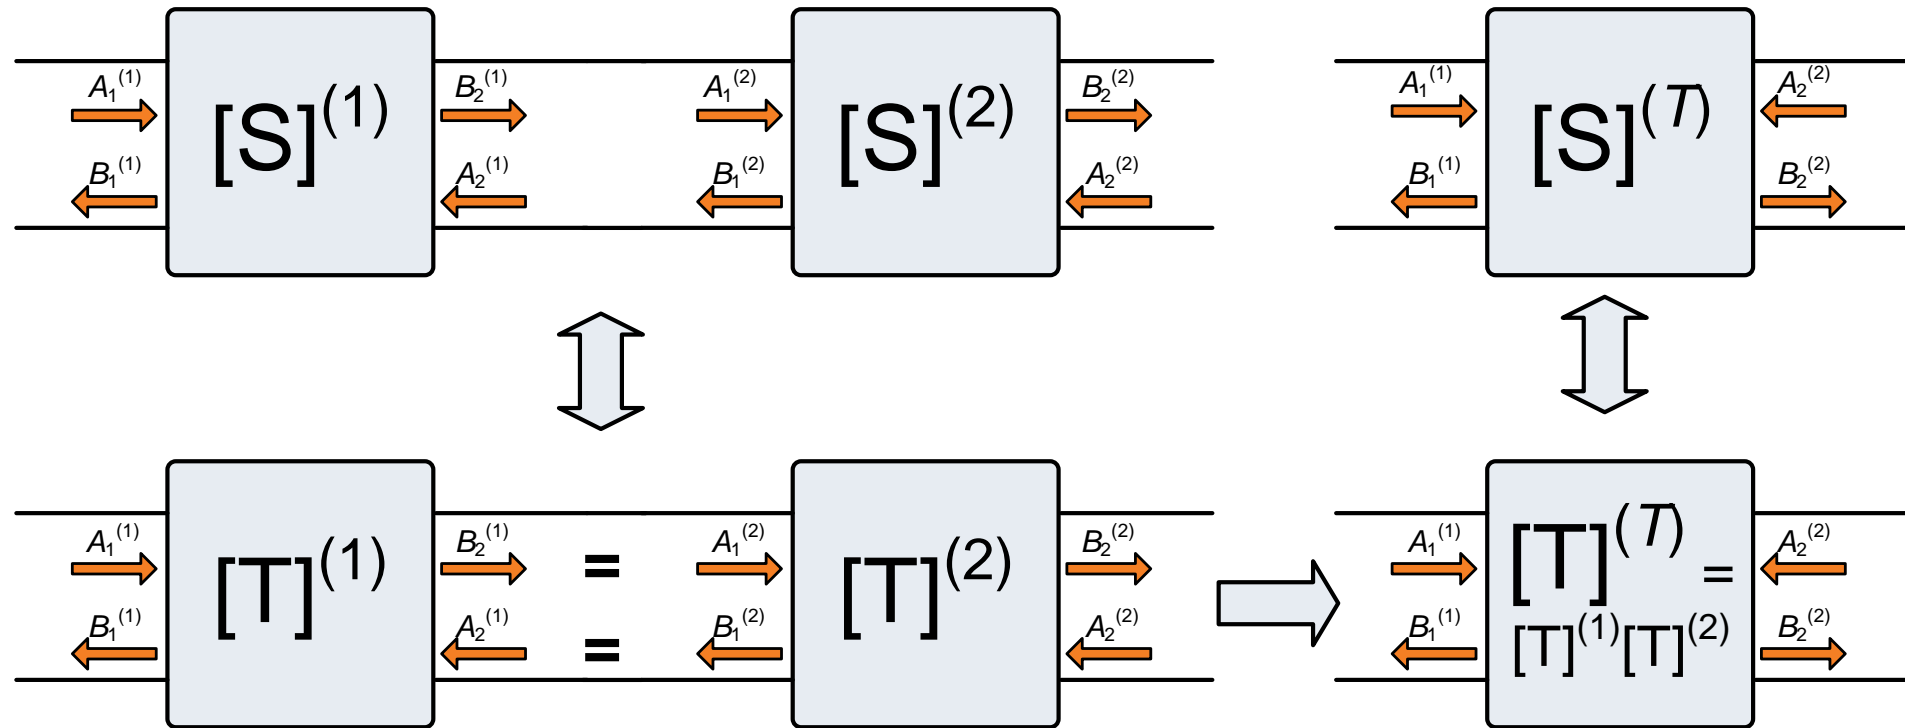 A₁⁽¹⁾ B₂⁽¹⁾ A₁⁽²⁾ B₂⁽²⁾ A₁⁽¹⁾ A₂⁽²⁾
[S]⁽¹⁾ [S]⁽²⁾ [S]⁽ᵀ⁾
B₁⁽¹⁾ A₂⁽¹⁾ B₁⁽²⁾ A₂⁽²⁾ B₁⁽¹⁾ B₂⁽²⁾
A₁⁽¹⁾ B₂⁽¹⁾ = A₁⁽²⁾ B₂⁽²⁾ A₁⁽¹⁾ A₂⁽²⁾
[T]⁽¹⁾ [T]⁽²⁾ [T]⁽ᵀ⁾ =
B₁⁽¹⁾ A₂⁽¹⁾ = B₁⁽²⁾ A₂⁽²⁾ B₁⁽¹⁾ [T]⁽¹⁾[T]⁽²⁾ B₂⁽²⁾